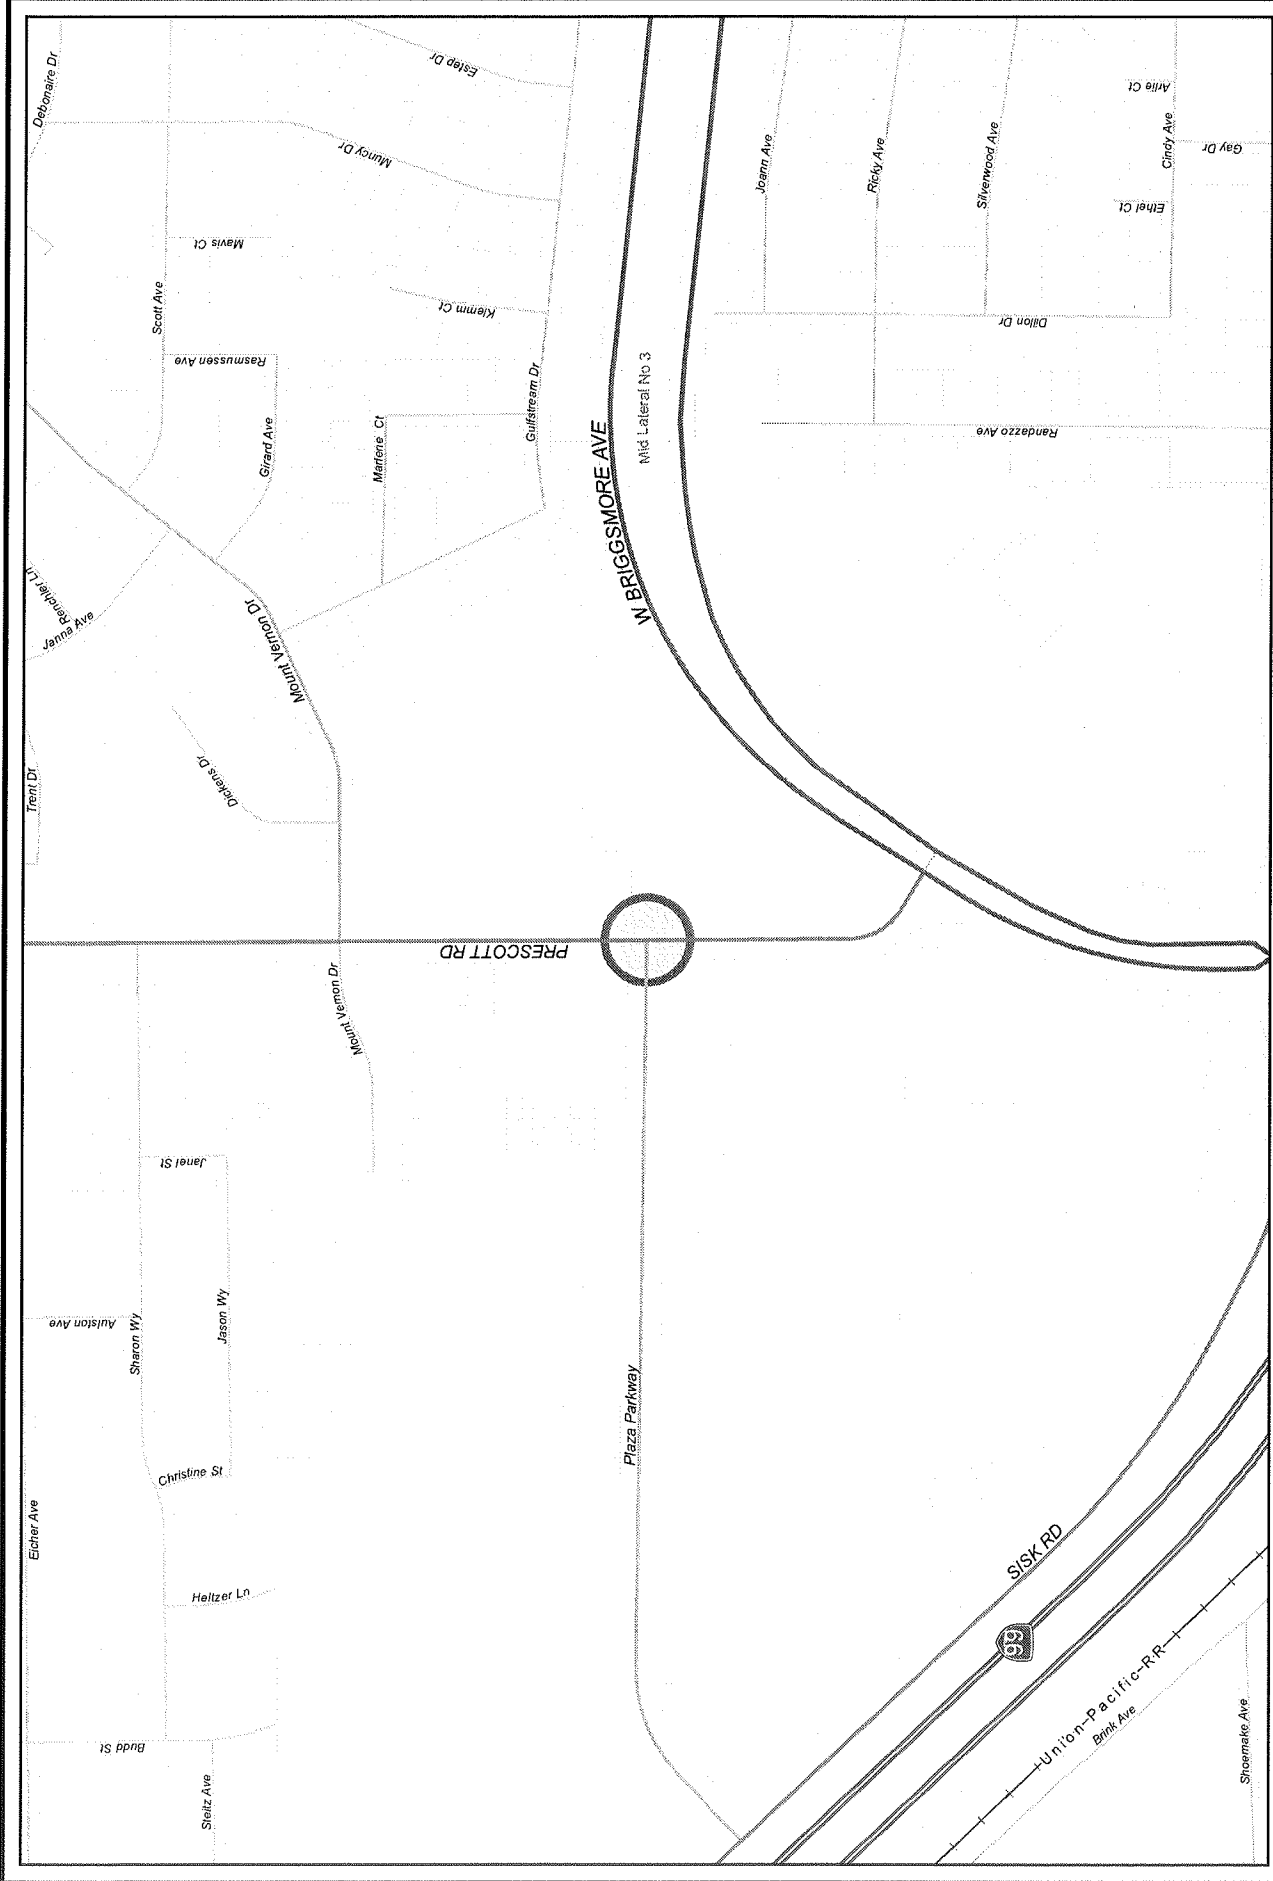 Debonaire Dr
Estep Dr
Muncy Dr
Mavis Ct
Scott Ave
Rasmussen Ave
Klemm Ct
Girard Ave
Marlene Ct
Gulfstream Dr
Renchler Ln
Janna Ave
Mount Vernon Dr
Trent Dr
Dickens Dr
Joann Ave
Ricky Ave
Silverwood Ave
Arlie Ct
Cindy Ave
Gay Dr
Ethel Ct
Dillon Dr
Randazzo Ave
Mid Lateral No 3
W BRIGGSMORE AVE
PRESCOTT RD
Mount Vernon Dr
Janel St
Aulston Ave
Sharon Wy
Jason Wy
Christine St
Eicher Ave
Heltzer Ln
Budd St
Steitz Ave
Plaza Parkway
SISK RD
99
Union-Pacific-RR
Brink Ave
Shoemake Ave